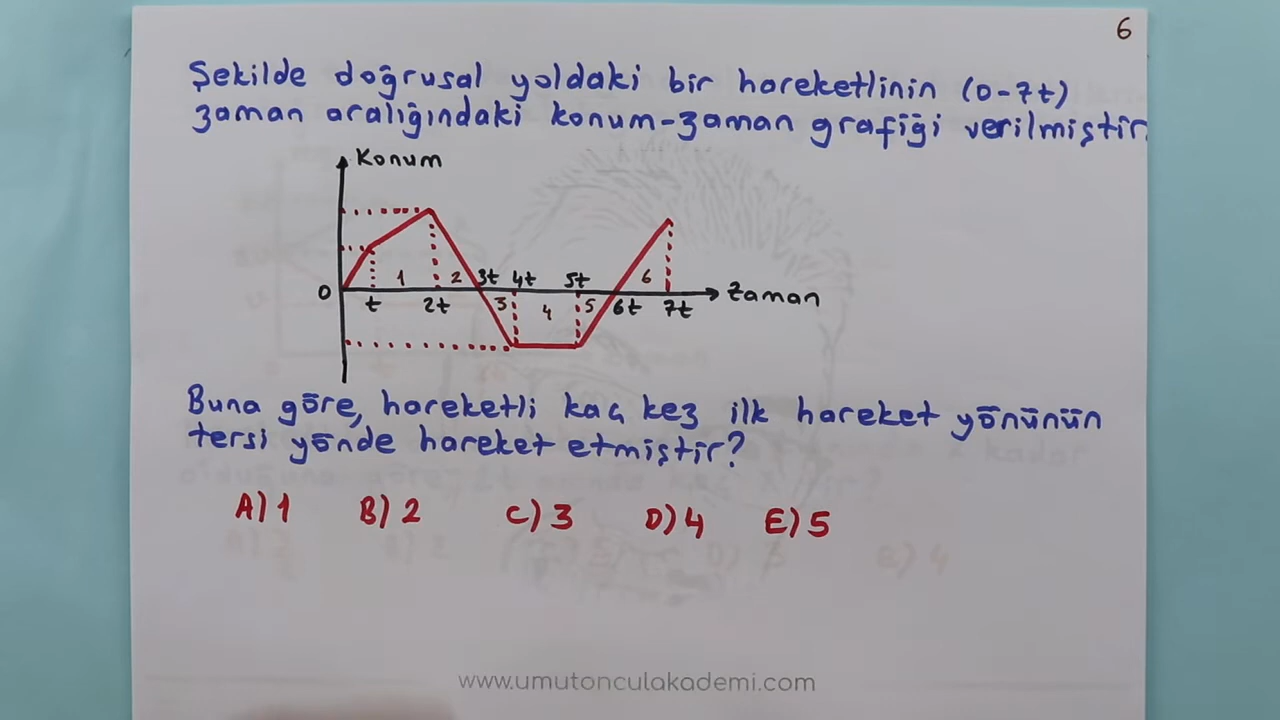 6
Şekilde doğrusal yoldaki bir hareketlinin (0-7t)
zaman aralığındaki konum-zaman grafiği verilmiştir.
Konum
1 2 3t 4t 5t 6
0 t 2t 3 4 5 6t 7t Zaman
Buna göre, hareketli kaç kez ilk hareket yönünün
tersi yönde hareket etmiştir?
A) 1 B) 2 C) 3 D) 4 E) 5
www.umutonculakademi.com